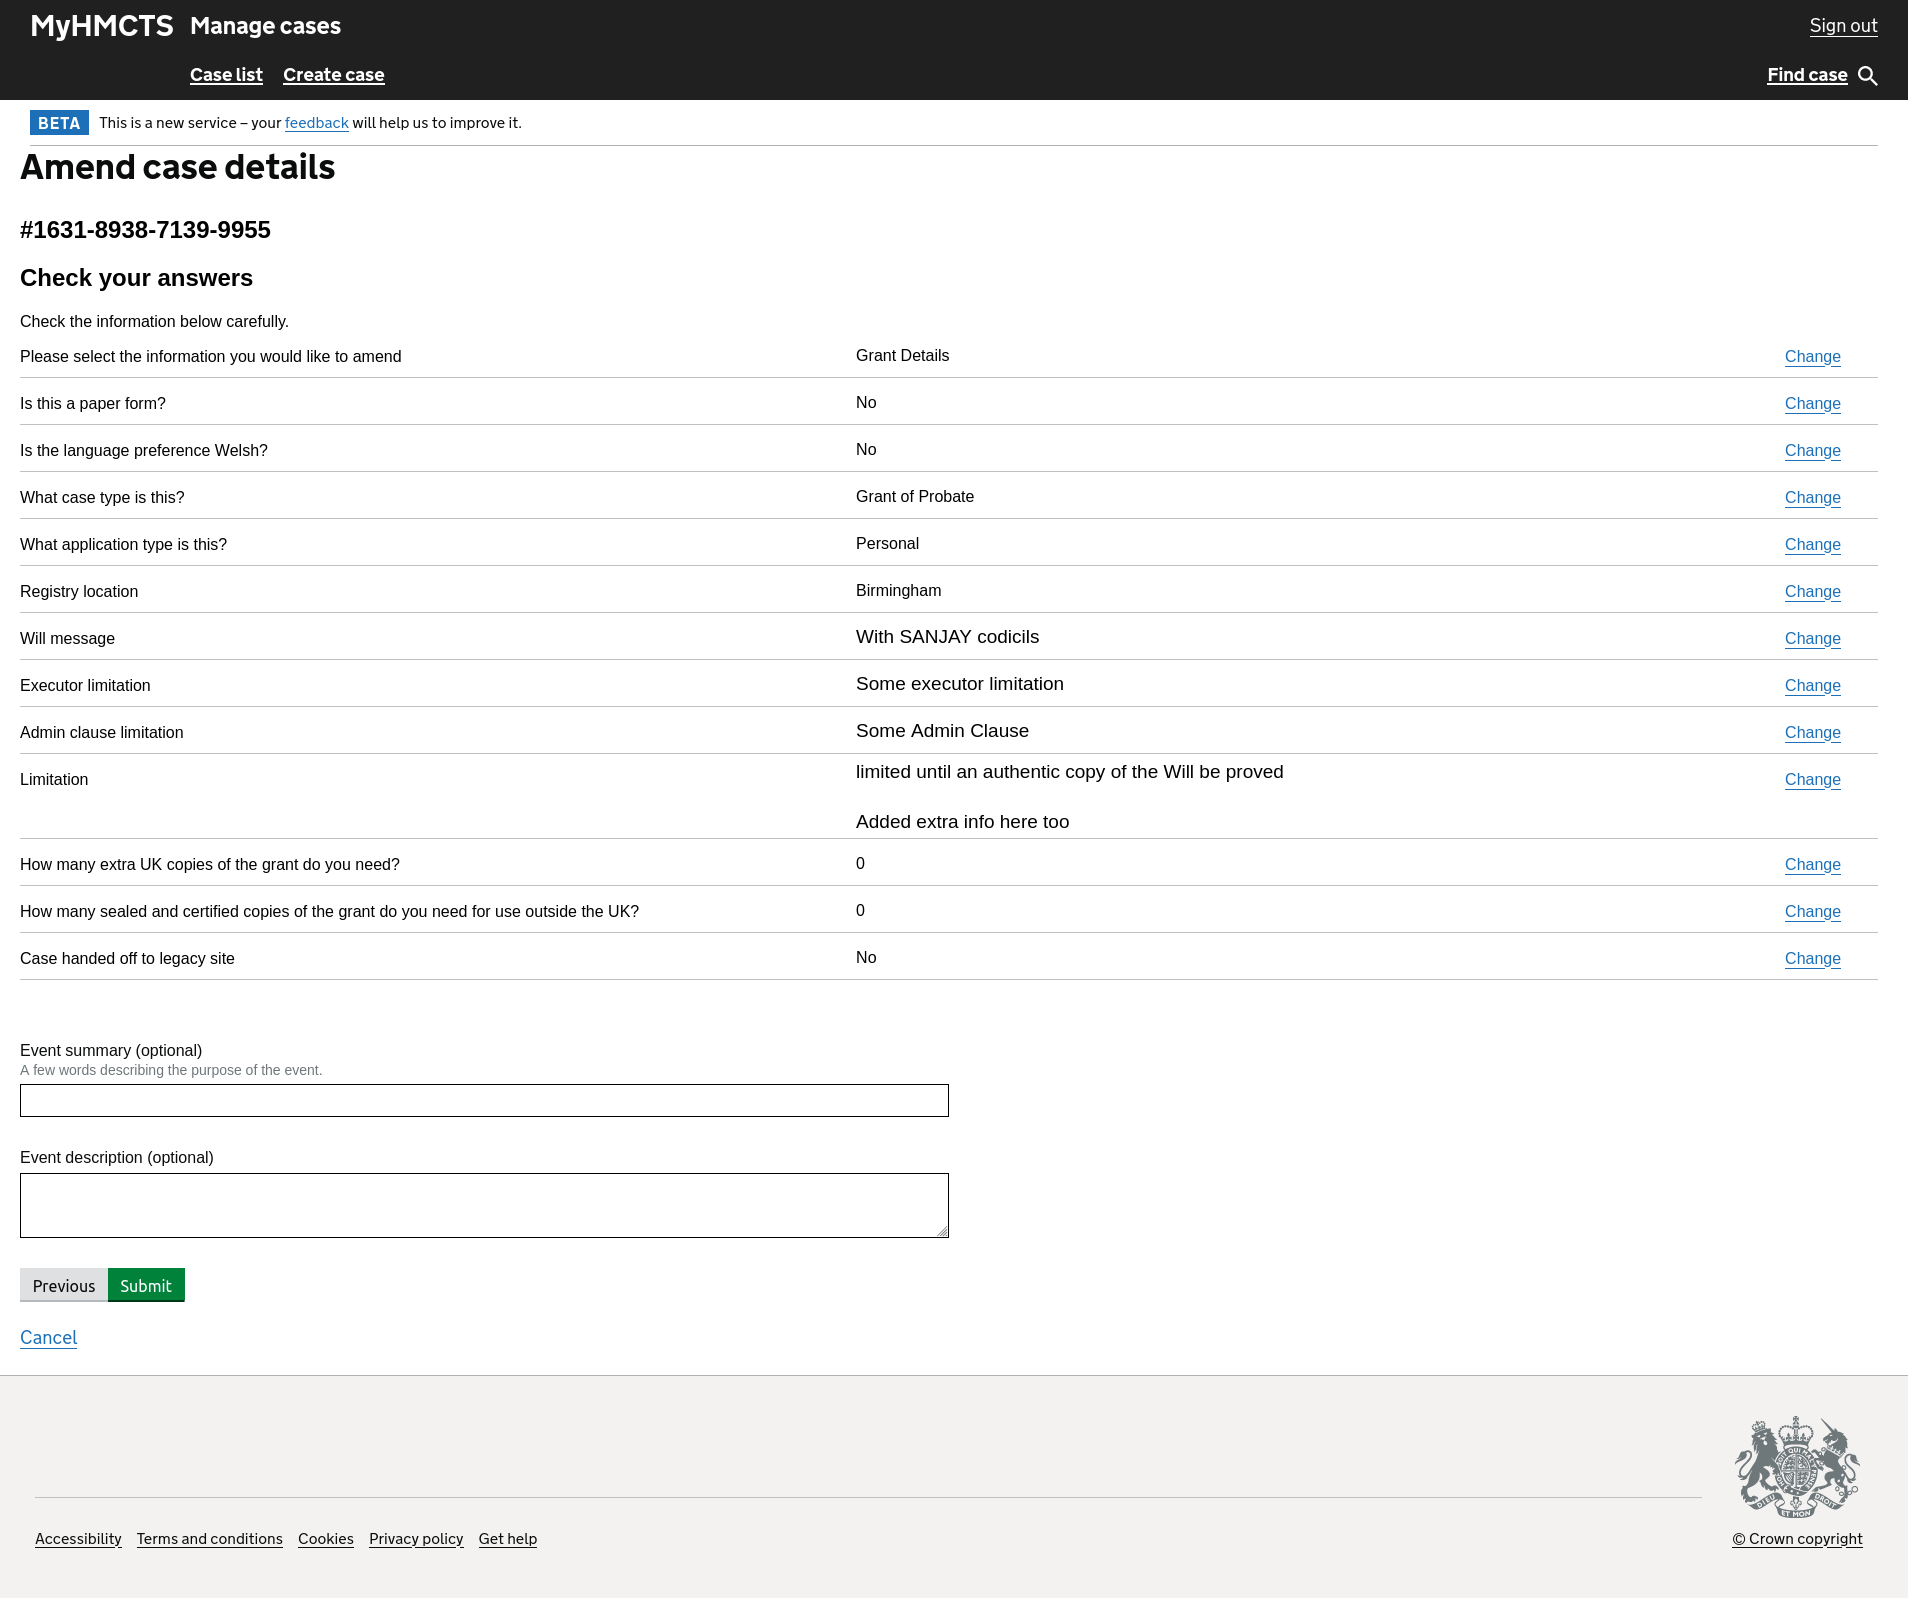 MyHMCTS Manage cases Sign out
Case list Create case Find case
BETA This is a new service – your feedback will help us to improve it.
Amend case details
#1631-8938-7139-9955
Check your answers
Check the information below carefully.
Please select the information you would like to amend Grant Details Change
Is this a paper form? No Change
Is the language preference Welsh? No Change
What case type is this? Grant of Probate Change
What application type is this? Personal Change
Registry location Birmingham Change
Will message With SANJAY codicils Change
Executor limitation Some executor limitation Change
Admin clause limitation Some Admin Clause Change
Limitation limited until an authentic copy of the Will be proved Change
Added extra info here too
How many extra UK copies of the grant do you need? 0 Change
How many sealed and certified copies of the grant do you need for use outside the UK? 0 Change
Case handed off to legacy site No Change
Event summary (optional)
A few words describing the purpose of the event.
Event description (optional)
Previous Submit
Cancel
DIEU ET MON DROIT
Accessibility Terms and conditions Cookies Privacy policy Get help © Crown copyright